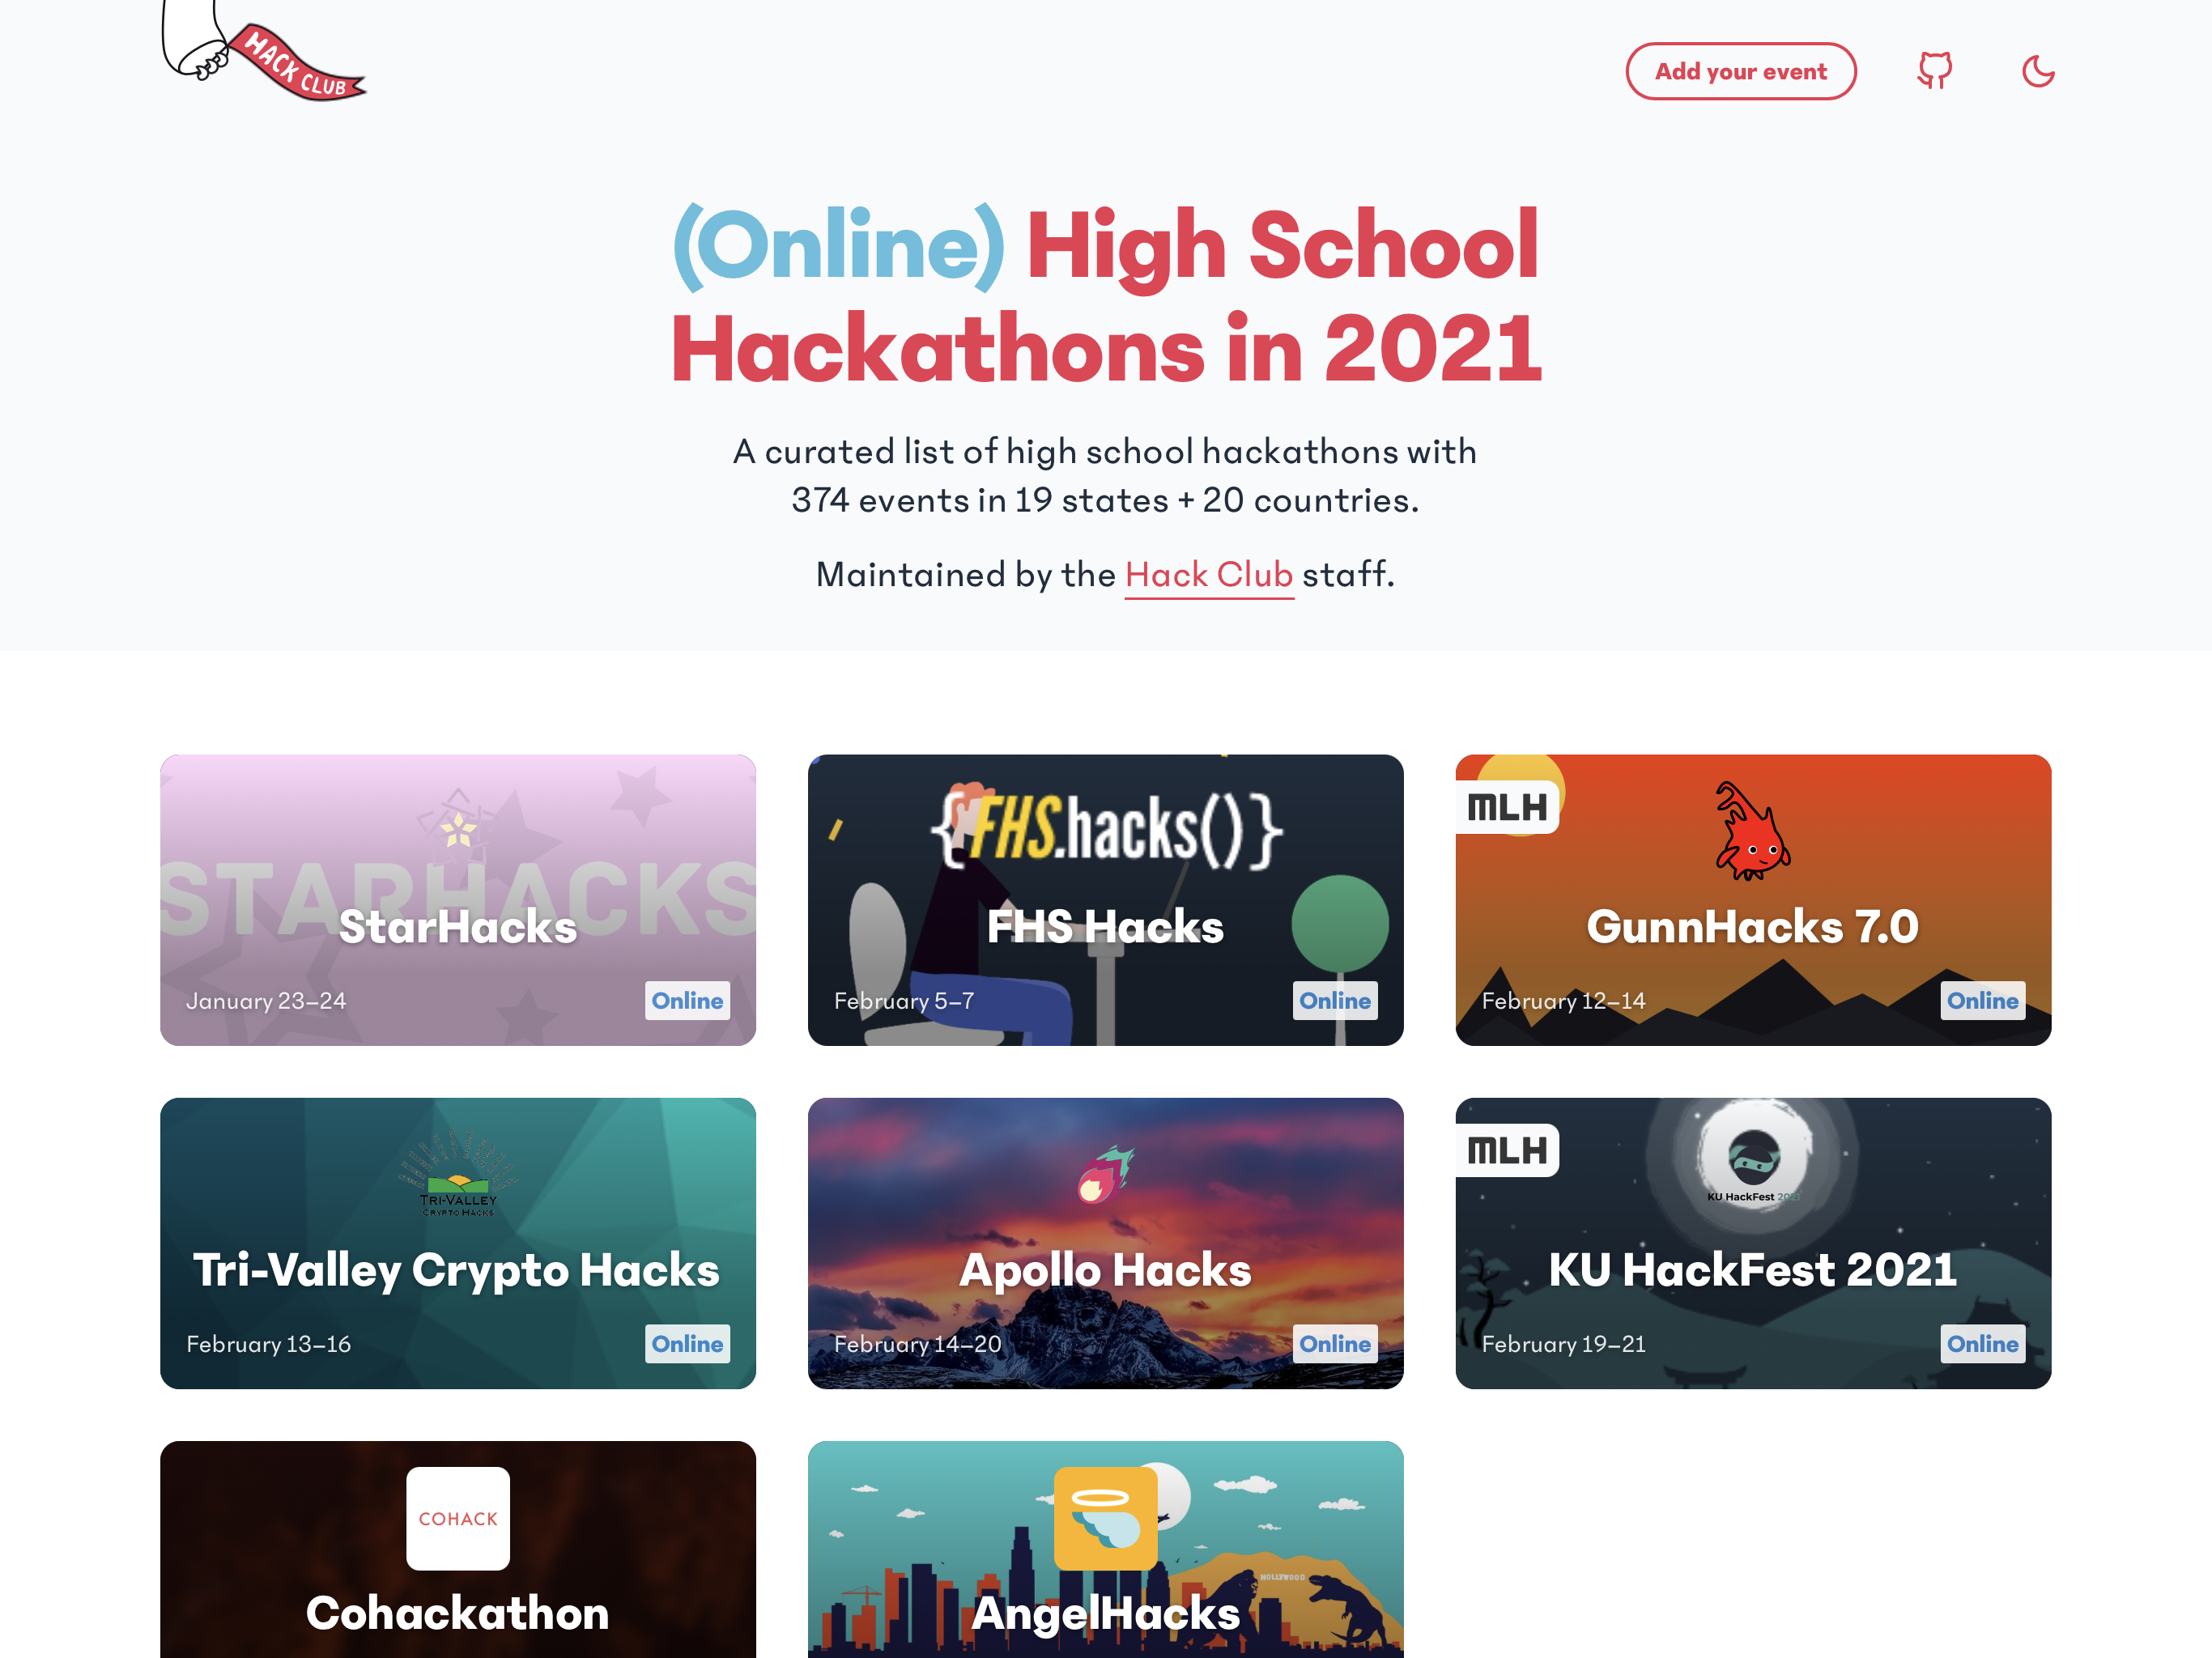 HACK CLUB
Add your event
(Online) High School
Hackathons in 2021
A curated list of high school hackathons with
374 events in 19 states + 20 countries.
Maintained by the Hack Club staff.
STARHACKS
StarHacks
January 23–24
Online
{FHS.hacks()}
FHS Hacks
February 5–7
Online
MLH
GunnHacks 7.0
February 12–14
Online
TRI-VALLEY
CRYPTO HACKS
Tri-Valley Crypto Hacks
February 13–16
Online
Apollo Hacks
February 14–20
Online
MLH
KU HackFest 2021
KU HackFest 2021
February 19–21
Online
COHACK
Cohackathon
HOLLYWOOD
AngelHacks